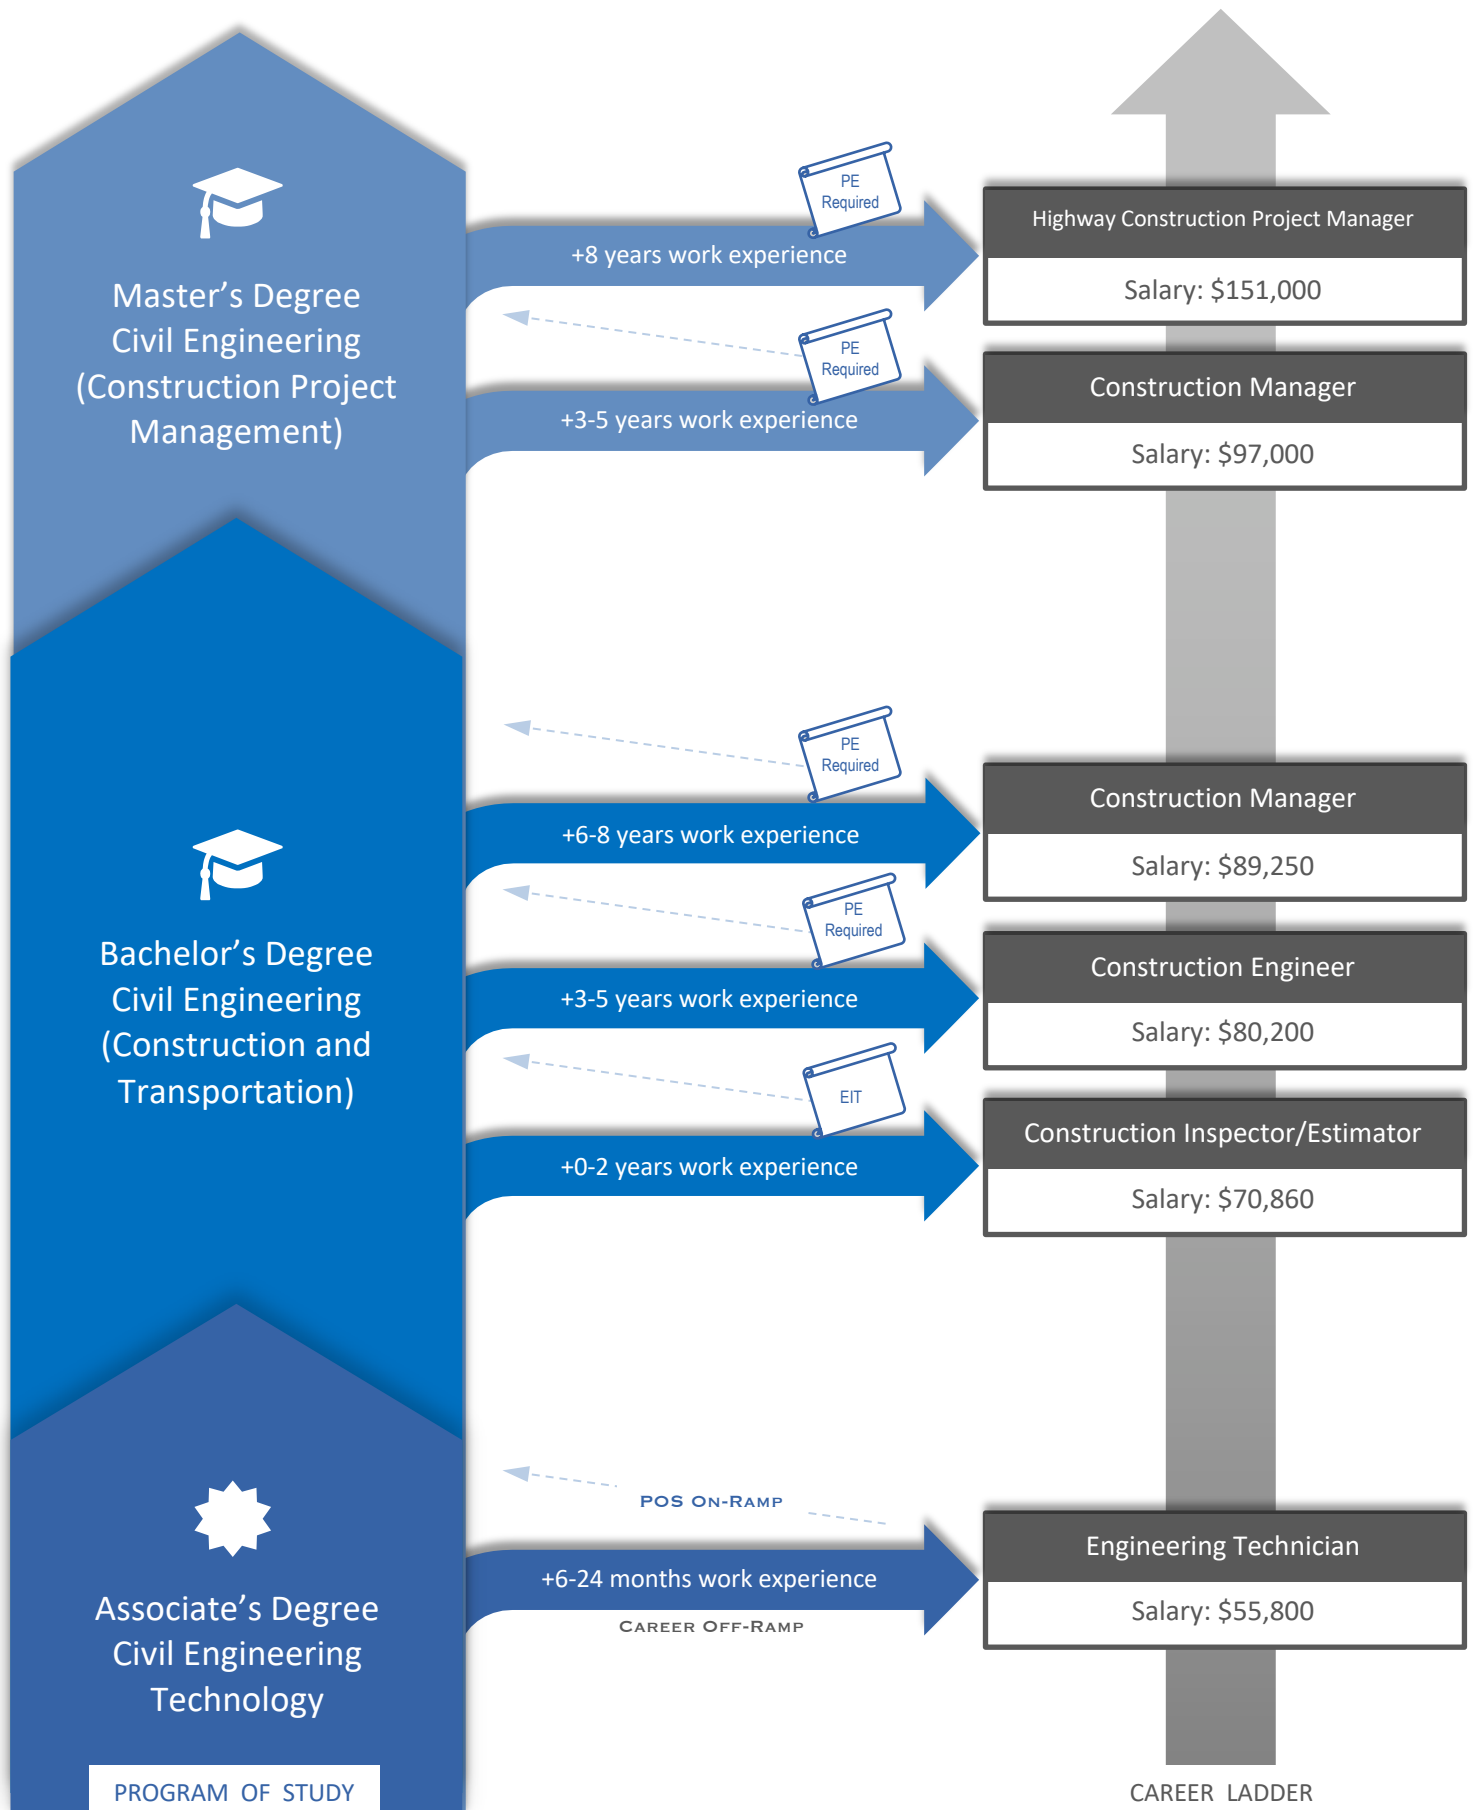 PE
Required
Highway Construction Project Manager
+8 years work experience
Salary: $151,000
Master’s Degree
Civil Engineering
(Construction Project
Management)
PE
Required
Construction Manager
+3-5 years work experience
Salary: $97,000
PE
Required
Construction Manager
+6-8 years work experience
Salary: $89,250
Bachelor’s Degree
Civil Engineering
(Construction and
Transportation)
PE
Required
Construction Engineer
+3-5 years work experience
Salary: $80,200
EIT
Construction Inspector/Estimator
+0-2 years work experience
Salary: $70,860
POS On-Ramp
Engineering Technician
+6-24 months work experience
Salary: $55,800
Career Off-Ramp
Associate’s Degree
Civil Engineering
Technology
PROGRAM OF STUDY
CAREER LADDER